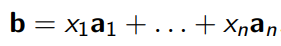 b = x₁a₁ + … + xₙaₙ